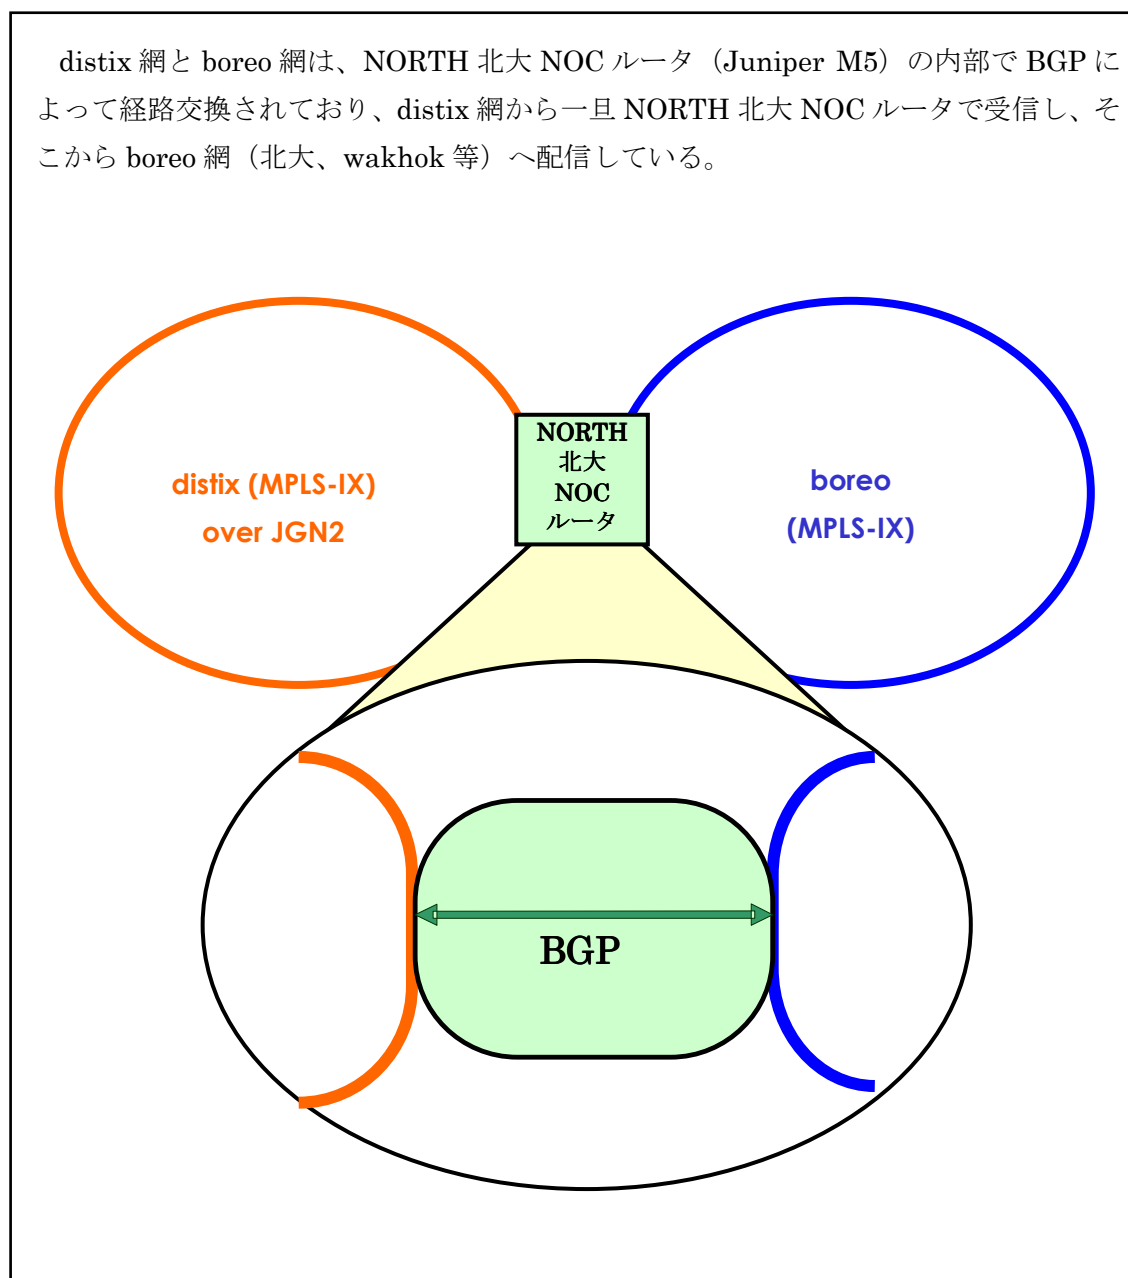 distix 網と boreo 網は、NORTH 北大 NOC ルータ（Juniper M5）の内部で BGP に
よって経路交換されており、distix 網から一旦 NORTH 北大 NOC ルータで受信し、そ
こから boreo 網（北大、wakhok 等）へ配信している。
NORTH
北大
NOC
ルータ
distix (MPLS-IX)
over JGN2
boreo
(MPLS-IX)
BGP